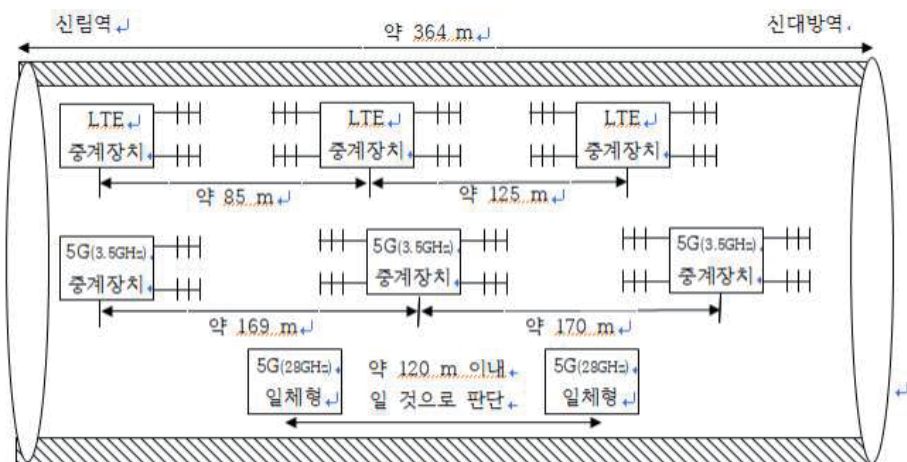 신림역
약 364 m
신대방역
LTE
중계장치
LTE
중계장치
LTE
중계장치
약 85 m
약 125 m
5G(3.5GHz)
중계장치
5G(3.5GHz)
중계장치
5G(3.5GHz)
중계장치
약 169 m
약 170 m
5G(28GHz)
일체형
약 120 m 이내
일 것으로 판단
5G(28GHz)
일체형